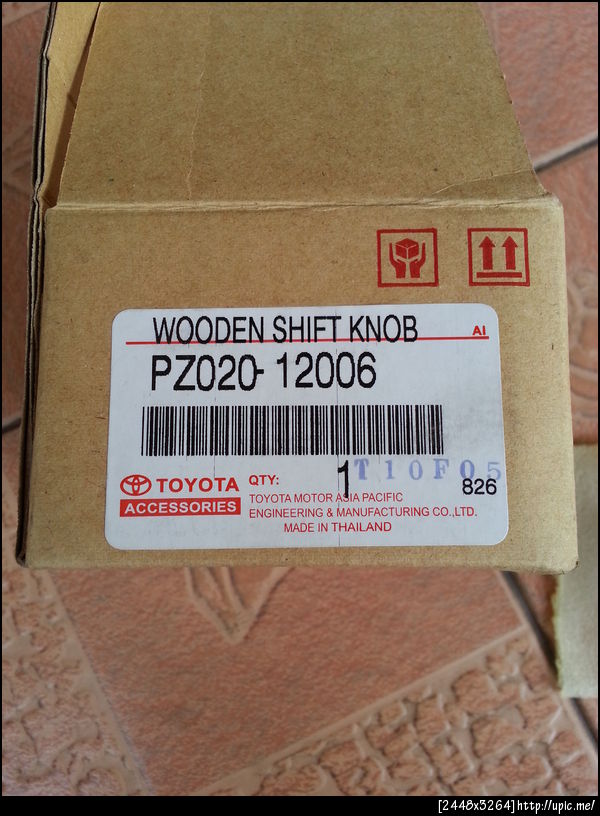 WOODEN SHIFT KNOB
AI
PZ020-12006
TOYOTA
ACCESSORIES
QTY: 1
T10F05
826
TOYOTA MOTOR ASIA PACIFIC
ENGINEERING & MANUFACTURING CO.,LTD.
MADE IN THAILAND
[2448x3264]http://upic.me/